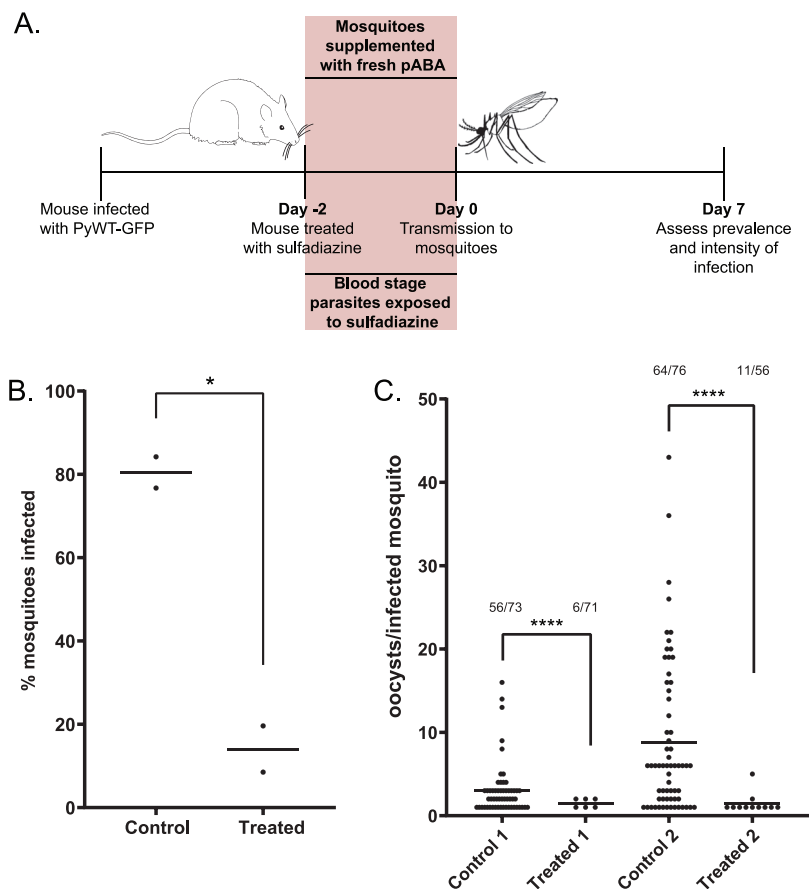 A.
Mosquitoes
supplemented
with fresh pABA
Mouse infected
with PyWT-GFP
Day -2
Mouse treated
with sulfadiazine
Day 0
Transmission to
mosquitoes
Day 7
Assess prevalence
and intensity of
infection
Blood stage
parasites exposed
to sulfadiazine
B.
% mosquitoes infected
100
80
60
40
20
0
*
Control
Treated
C.
oocysts/infected mosquito
50
40
30
20
10
0
56/73
6/71
64/76
11/56
****
****
Control 1
Treated 1
Control 2
Treated 2